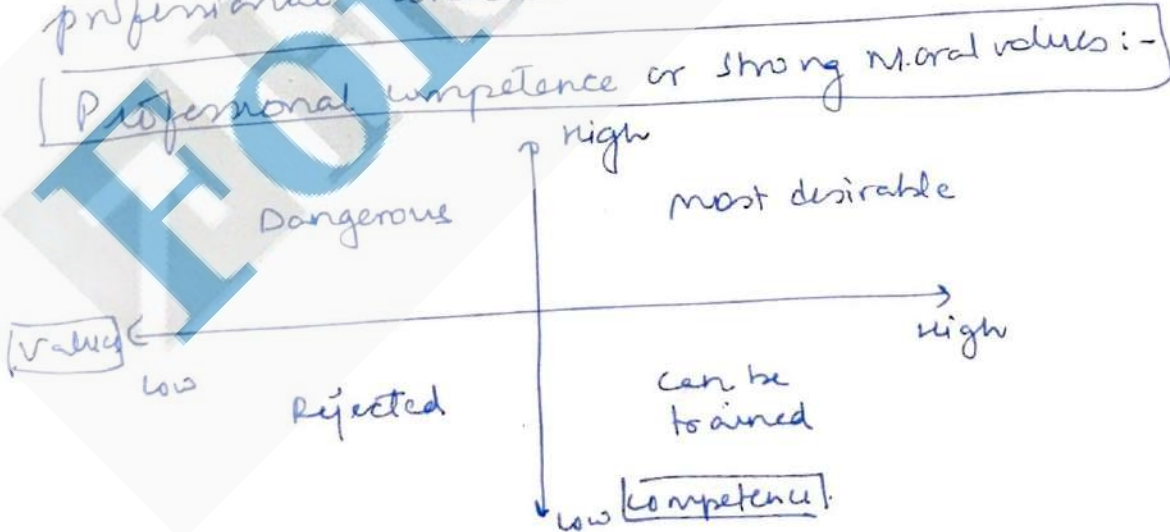 professional
Professional competence or strong Moral values :-
High
Dangerous
most desirable
Values
Low
High
Rejected
can be
trained
Low
Competence